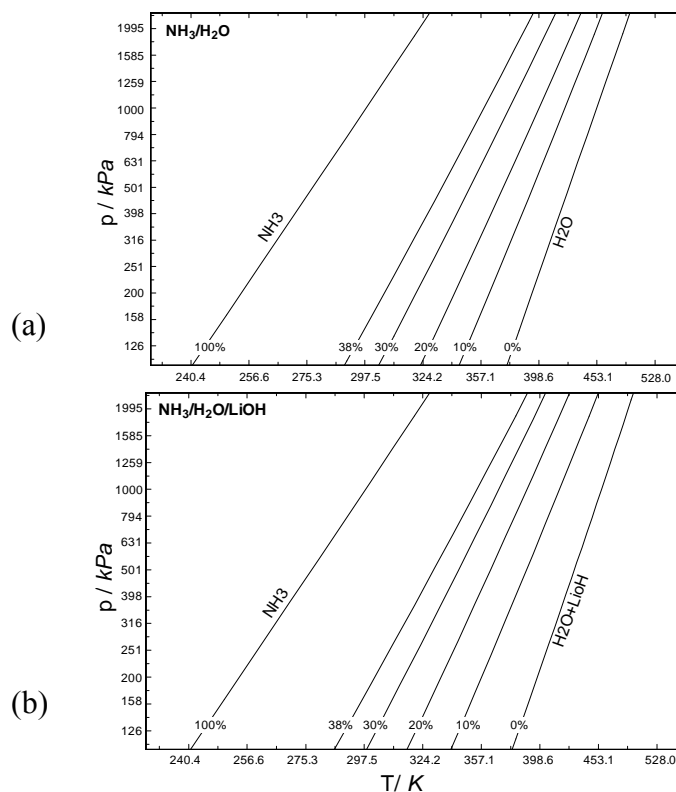 NH3/H2O
1995
1585
1259
1000
794
631
501
398
316
251
200
158
126
p / kPa
NH3
H2O
100%
38%
30%
20%
10%
0%
240.4 256.6 275.3 297.5 324.2 357.1 398.6 453.1 528.0
(a)
NH3/H2O/LiOH
1995
1585
1259
1000
794
631
501
398
316
251
200
158
126
p / kPa
NH3
H2O+LioH
100%
38%
30%
20%
10%
0%
240.4 256.6 275.3 297.5 324.2 357.1 398.6 453.1 528.0
T/ K
(b)